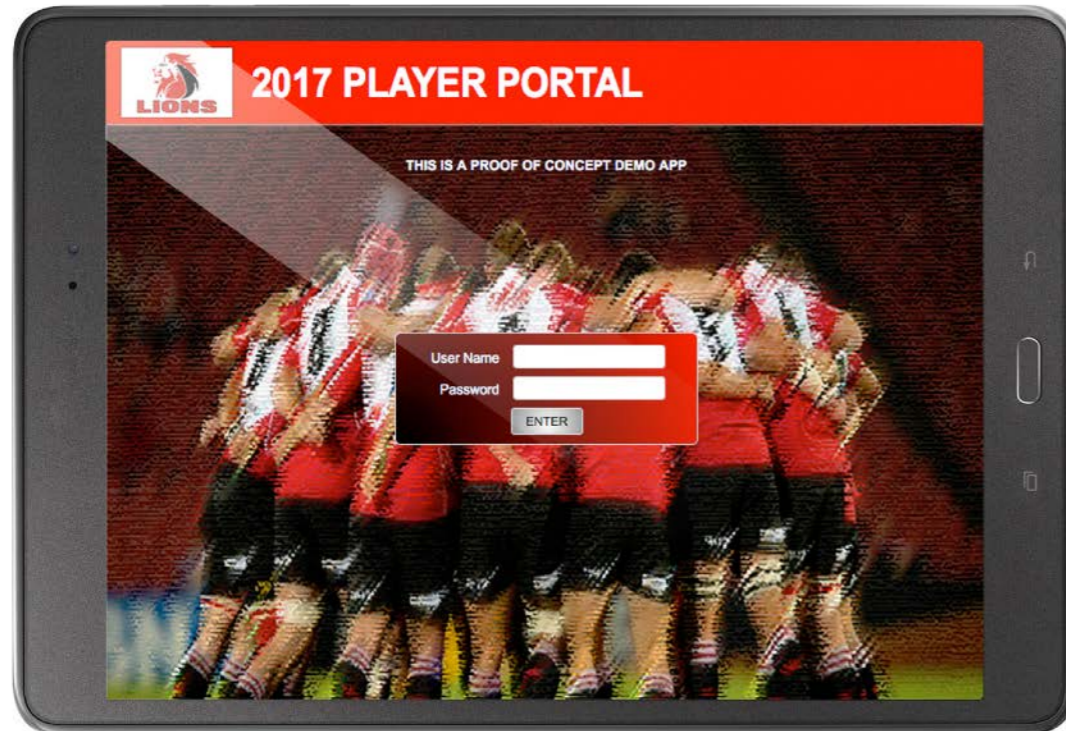 LIONS
2017 PLAYER PORTAL
THIS IS A PROOF OF CONCEPT DEMO APP
User Name
Password
ENTER